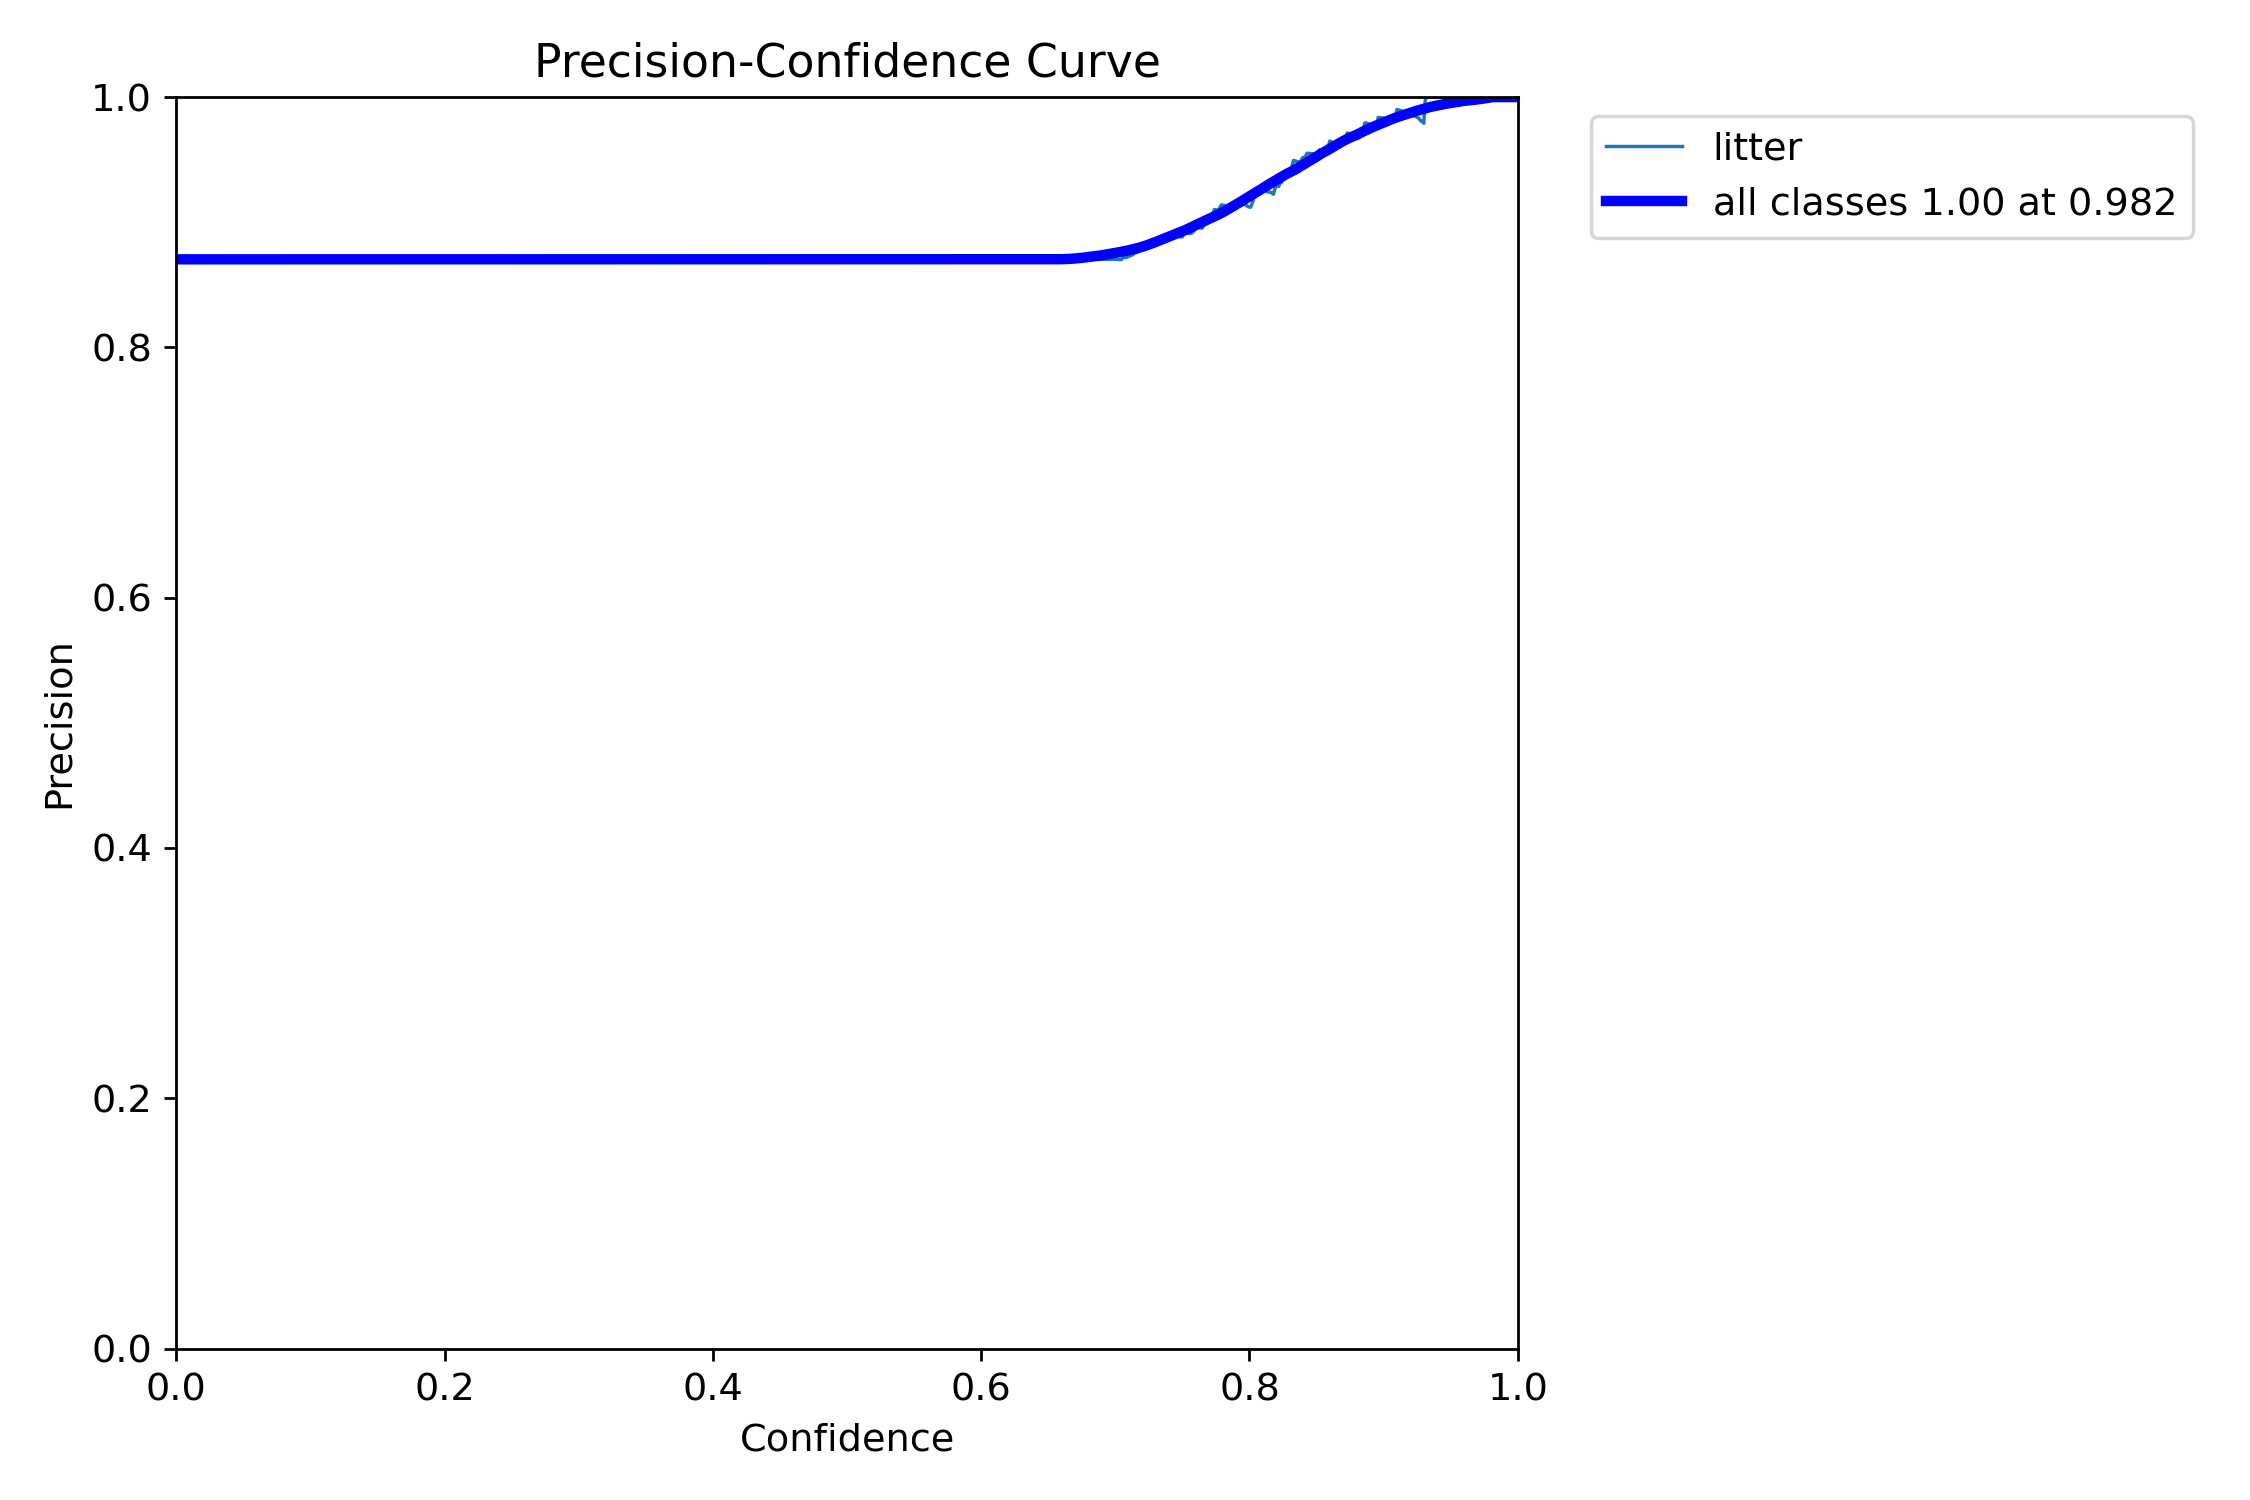 Precision-Confidence Curve
1.0
0.8
0.6
0.4
0.2
0.0
Precision
0.0 0.2 0.4 0.6 0.8 1.0
Confidence
litter
all classes 1.00 at 0.982